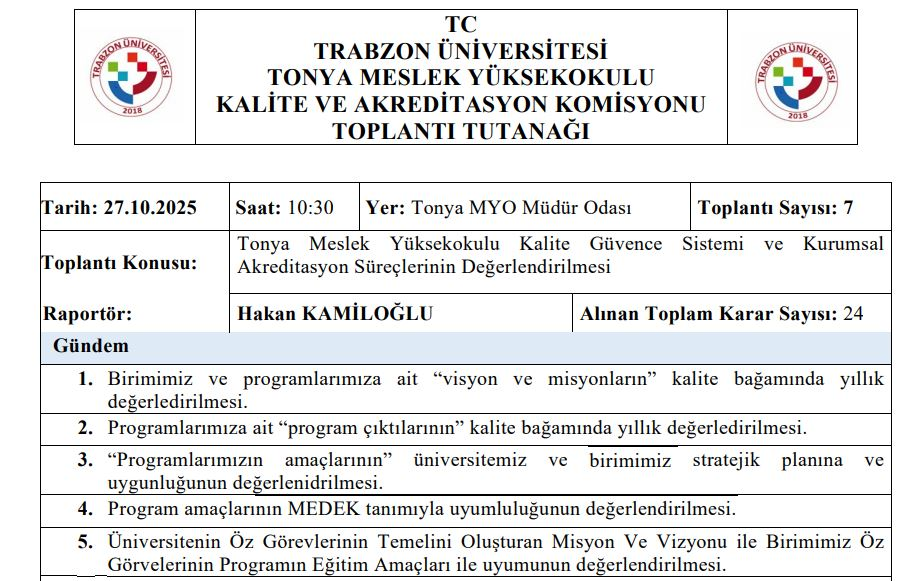 TC
TRABZON ÜNİVERSİTESİ
TONYA MESLEK YÜKSEKOKULU
KALİTE VE AKREDİTASYON KOMİSYONU
TOPLANTI TUTANAĞI
TRABZON ÜNİVERSİTESİ
2018
TRABZON ÜNİVERSİTESİ
2018
Tarih: 27.10.2025 Saat: 10:30 Yer: Tonya MYO Müdür Odası Toplantı Sayısı: 7
Toplantı Konusu:
Tonya Meslek Yüksekokulu Kalite Güvence Sistemi ve Kurumsal
Akreditasyon Süreçlerinin Değerlendirilmesi
Raportör: Hakan KAMİLOĞLU Alınan Toplam Karar Sayısı: 24
Gündem
1. Birimimiz ve programlarımıza ait “visyon ve misyonların” kalite bağamında yıllık
değerledirilmesi.
2. Programlarımıza ait “program çıktılarının” kalite bağamında yıllık değerledirilmesi.
3. “Programlarımızın amaçlarının” üniversitemiz ve birimimiz stratejik planına ve
uygunluğunun değerlenidrilmesi.
4. Program amaçlarının MEDEK tanımıyla uyumluluğunun değerlendirilmesi.
5. Üniversitenin Öz Görevlerinin Temelini Oluşturan Misyon Ve Vizyonu ile Birimimiz Öz
Görvelerinin Programın Eğitim Amaçları ile uyumunun değerlendirilmesi.